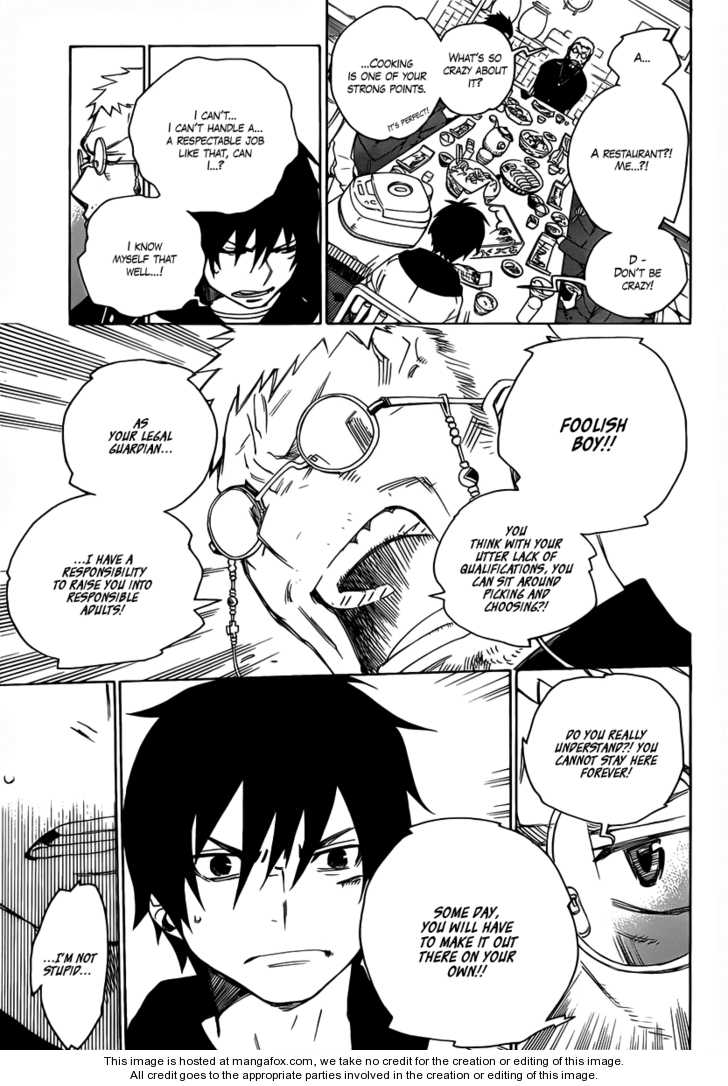 A...
A RESTAURANT?!
ME...?!
D -
DON'T BE
CRAZY!
WHAT'S SO
CRAZY ABOUT
IT?
...COOKING
IS ONE OF YOUR
STRONG POINTS.
IT'S PERFECT!
I CAN'T...
I CAN'T HANDLE A...
A RESPECTABLE JOB
LIKE THAT, CAN
I...?
I KNOW
MYSELF THAT
WELL...!
FOOLISH
BOY!!
YOU
THINK WITH YOUR
UTTER LACK OF
QUALIFICATIONS, YOU
CAN SIT AROUND
PICKING AND
CHOOSING?!
AS
YOUR LEGAL
GUARDIAN...
...I HAVE A
RESPONSIBILITY
TO RAISE YOU INTO
RESPONSIBLE
ADULTS!
DO YOU REALLY
UNDERSTAND?! YOU
CANNOT STAY HERE
FOREVER!
SOME DAY,
YOU WILL HAVE
TO MAKE IT OUT
THERE ON YOUR
OWN!!
...I'M NOT
STUPID...
This image is hosted at mangafox.com, we take no credit for the creation or editing of this image.
All credit goes to the appropriate parties involved in the creation or editing of this image.